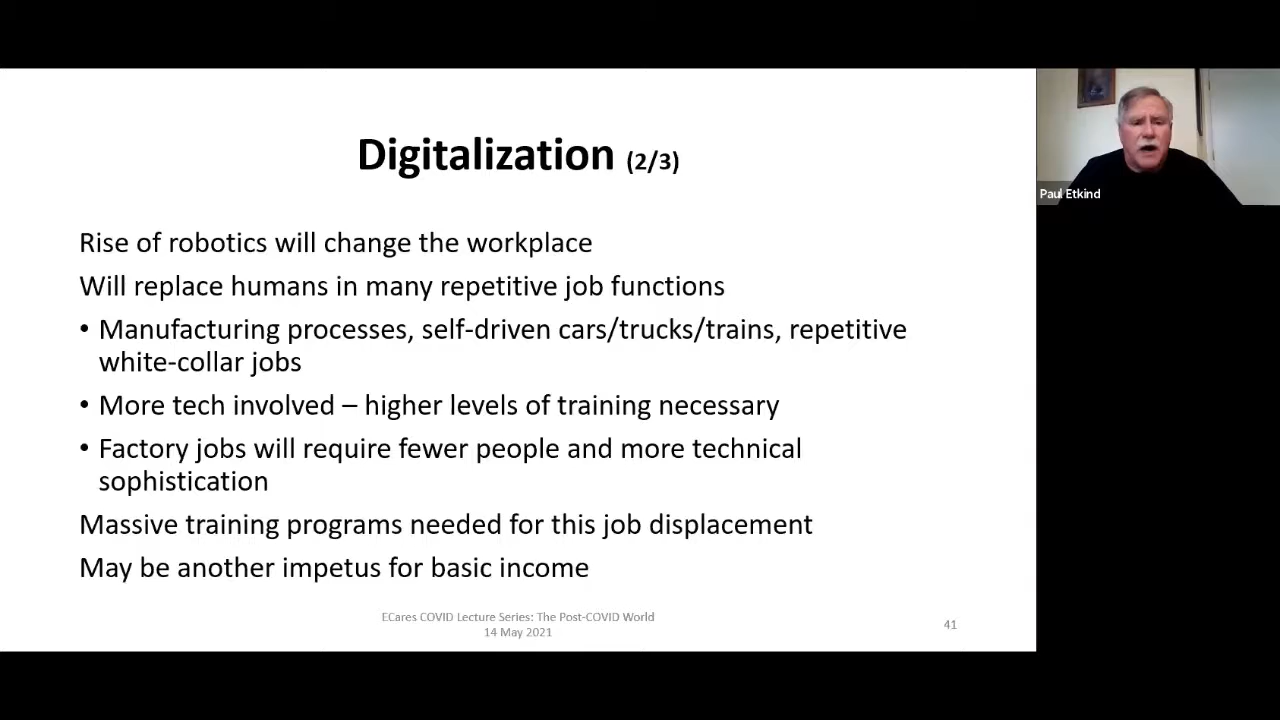 Digitalization (2/3)
Rise of robotics will change the workplace
Will replace humans in many repetitive job functions
• Manufacturing processes, self-driven cars/trucks/trains, repetitive
white-collar jobs
• More tech involved – higher levels of training necessary
• Factory jobs will require fewer people and more technical
sophistication
Massive training programs needed for this job displacement
May be another impetus for basic income
ECares COVID Lecture Series: The Post-COVID World
14 May 2021
41
Paul Etkind